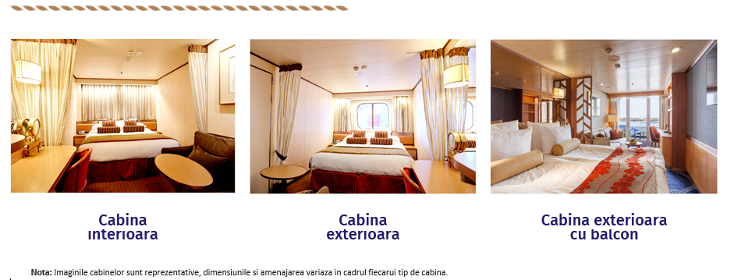 Cabina
interioara
Cabina
exterioara
Cabina exterioara
cu balcon
Nota: Imaginile cabinelor sunt reprezentative, dimensiunile si amenajarea variaza in cadrul fiecarui tip de cabina.